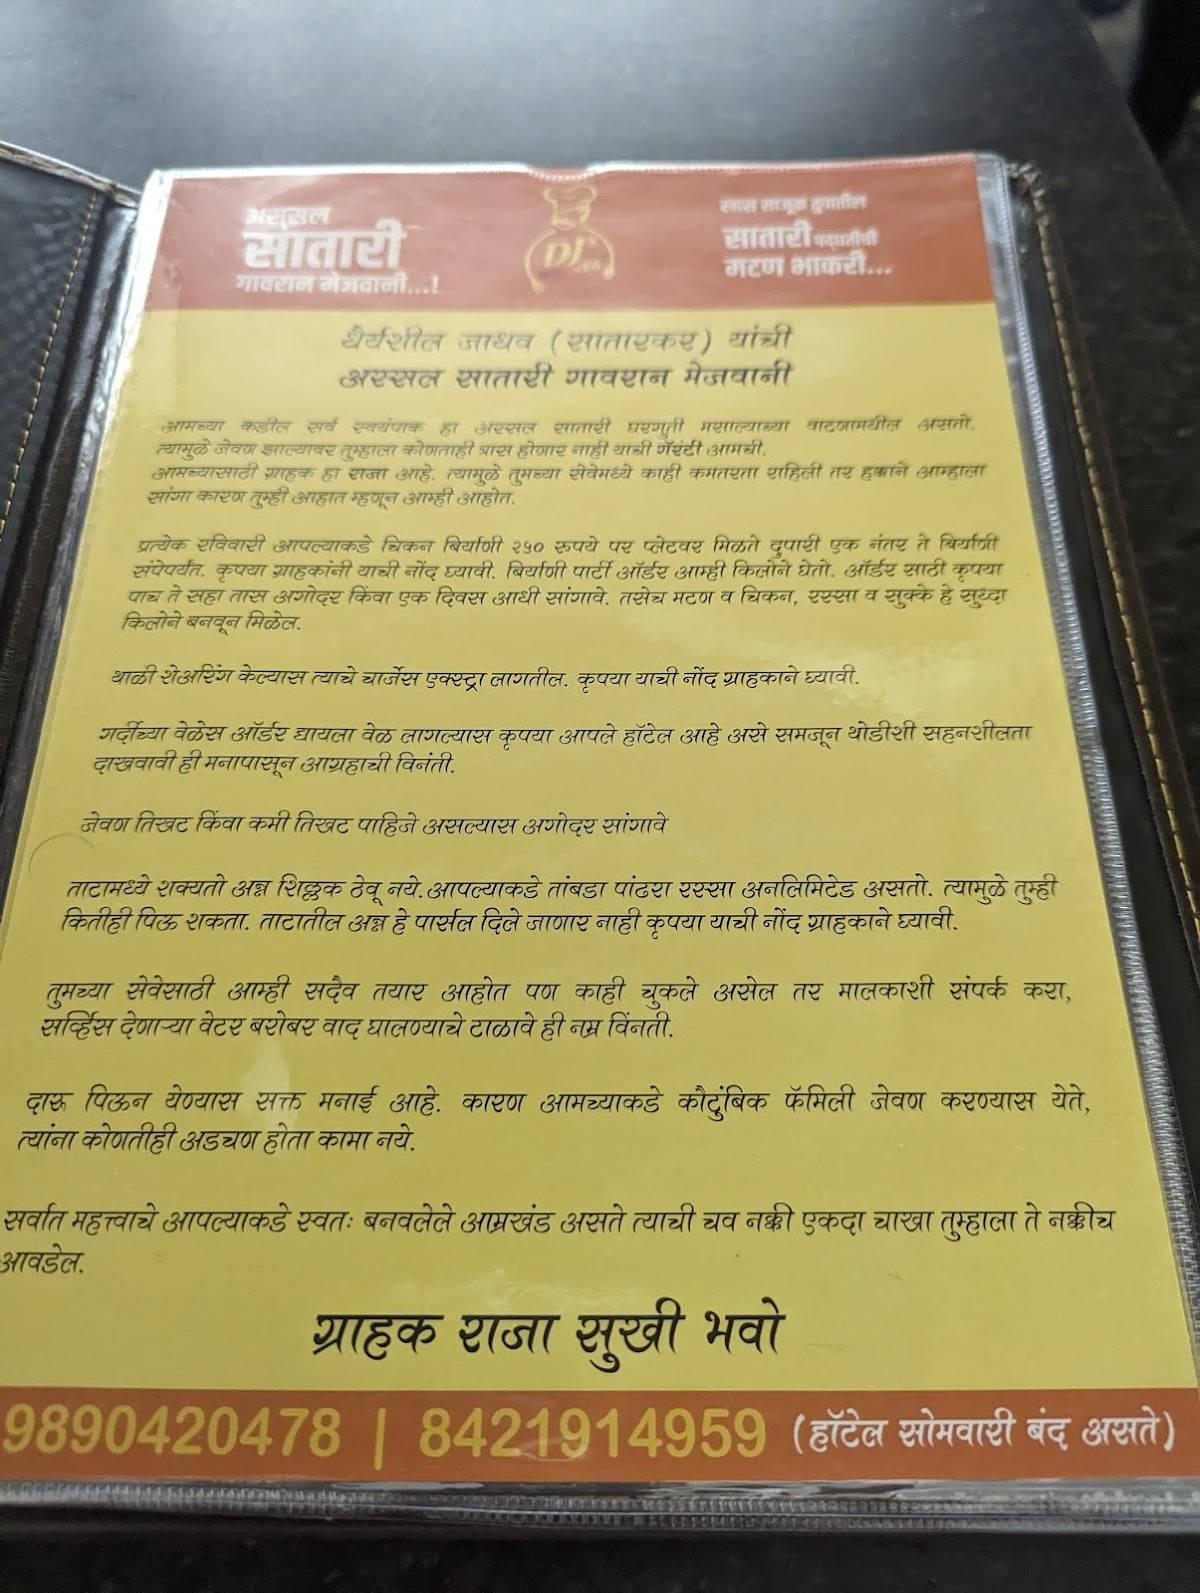 अस्सल
सातारी
गावरान मेजवानी...!
DJ's
खास साजूक तुपातील
सातारी पद्धतीची
मटण भाकरी...
धैर्यशील जाधव (सातारकर) यांची
अस्सल सातारी गावरान मेजवानी
आमच्या कडील सर्व स्वयंपाक हा अस्सल सातारी घरगुती मसाल्याच्या वाटणामधील असतो.
त्यामुळे जेवण झाल्यावर तुम्हाला कोणताही त्रास होणार नाही याची गॅरंटी आमची.
आमच्यासाठी ग्राहक हा राजा आहे. त्यामुळे तुमच्या सेवेमध्ये काही कमतरता राहिली तर हक्काने आम्हाला
सांगा कारण तुम्ही आहात म्हणून आम्ही आहोत.
प्रत्येक रविवारी आपल्याकडे चिकन बिर्याणी २५० रुपये पर प्लेटवर मिळते दुपारी एक नंतर ते बिर्याणी
संपेपर्यंत. कृपया ग्राहकांनी याची नोंद घ्यावी. बिर्याणी पार्टी ऑर्डर आम्ही किलोने घेतो. ऑर्डर साठी कृपया
पाच ते सहा तास अगोदर किंवा एक दिवस आधी सांगावे. तसेच मटण व चिकन, रस्सा व सुक्के हे सुध्दा
किलोने बनवून मिळेल.
थाळी शेअरिंग केल्यास त्याचे चार्जेस एक्स्ट्रा लागतील. कृपया याची नोंद ग्राहकाने घ्यावी.
गर्दीच्या वेळेस ऑर्डर घायला वेळ लागल्यास कृपया आपले हॉटेल आहे असे समजून थोडीशी सहनशीलता
दाखवावी ही मनापासून आग्रहाची विनंती.
जेवण तिखट किंवा कमी तिखट पाहिजे असल्यास अगोदर सांगावे
ताटामध्ये शक्यतो अन्न शिल्लक ठेवू नये. आपल्याकडे तांबडा पांढरा रस्सा अनलिमिटेड असतो. त्यामुळे तुम्ही
कितीही पिऊ शकता. ताटातील अन्न हे पार्सल दिले जाणार नाही कृपया याची नोंद ग्राहकाने घ्यावी.
तुमच्या सेवेसाठी आम्ही सदैव तयार आहोत पण काही चुकले असेल तर मालकाशी संपर्क करा,
सर्व्हिस देणाऱ्या वेटर बरोबर वाद घालण्याचे टाळावे ही नम्र विंनती.
दारू पिऊन येण्यास सक्त मनाई आहे. कारण आमच्याकडे कौटुंबिक फॅमिली जेवण करण्यास येते,
त्यांना कोणतीही अडचण होता कामा नये.
सर्वात महत्त्वाचे आपल्याकडे स्वतः बनवलेले आम्रखंड असते त्याची चव नक्की एकदा चाखा तुम्हाला ते नक्कीच
आवडेल.
ग्राहक राजा सुखी भवो
9890420478 | 8421914959 (हॉटेल सोमवारी बंद असते)